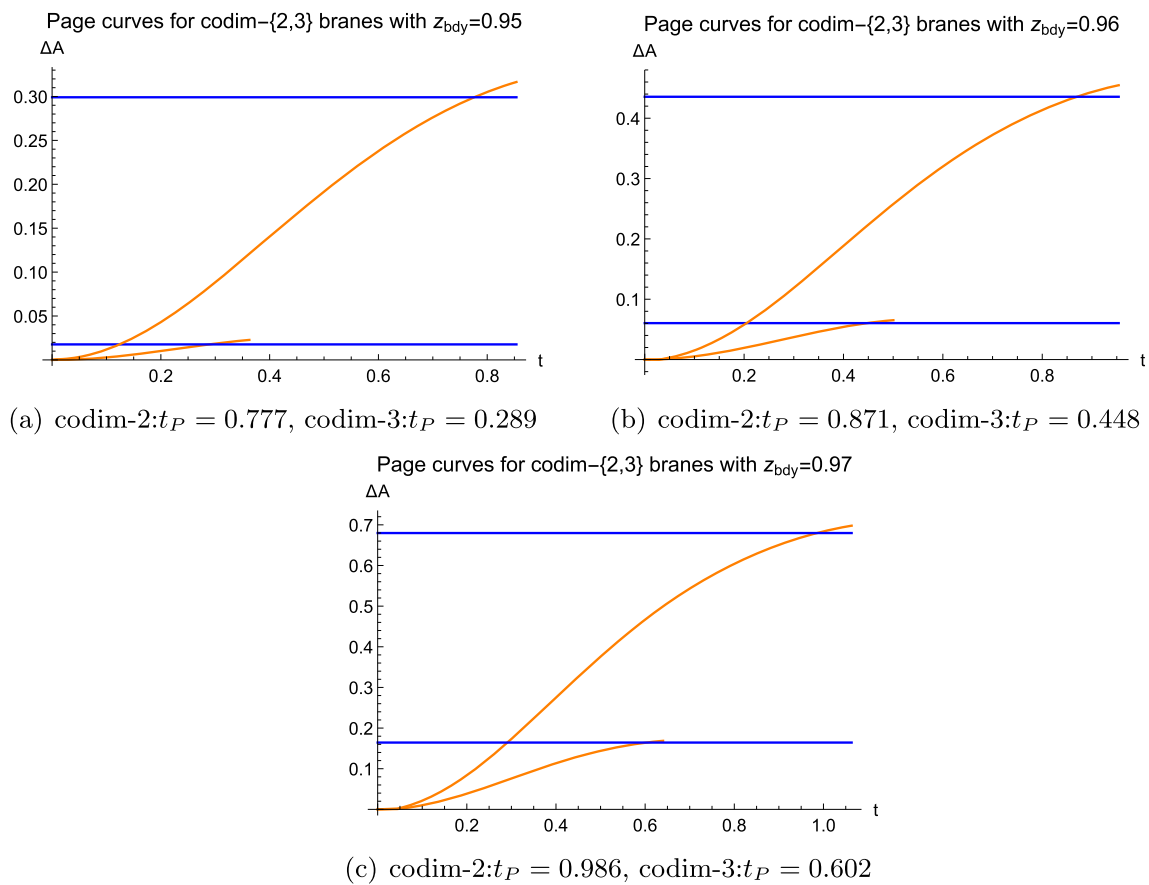 Page curves for codim-{2,3} branes with z_bdy=0.95
ΔA
0.30
0.25
0.20
0.15
0.10
0.05
0.2 0.4 0.6 0.8 t
(a) codim-2:t_P = 0.777, codim-3:t_P = 0.289
Page curves for codim-{2,3} branes with z_bdy=0.96
ΔA
0.4
0.3
0.2
0.1
0.2 0.4 0.6 0.8 t
(b) codim-2:t_P = 0.871, codim-3:t_P = 0.448
Page curves for codim-{2,3} branes with z_bdy=0.97
ΔA
0.7
0.6
0.5
0.4
0.3
0.2
0.1
0.2 0.4 0.6 0.8 1.0 t
(c) codim-2:t_P = 0.986, codim-3:t_P = 0.602